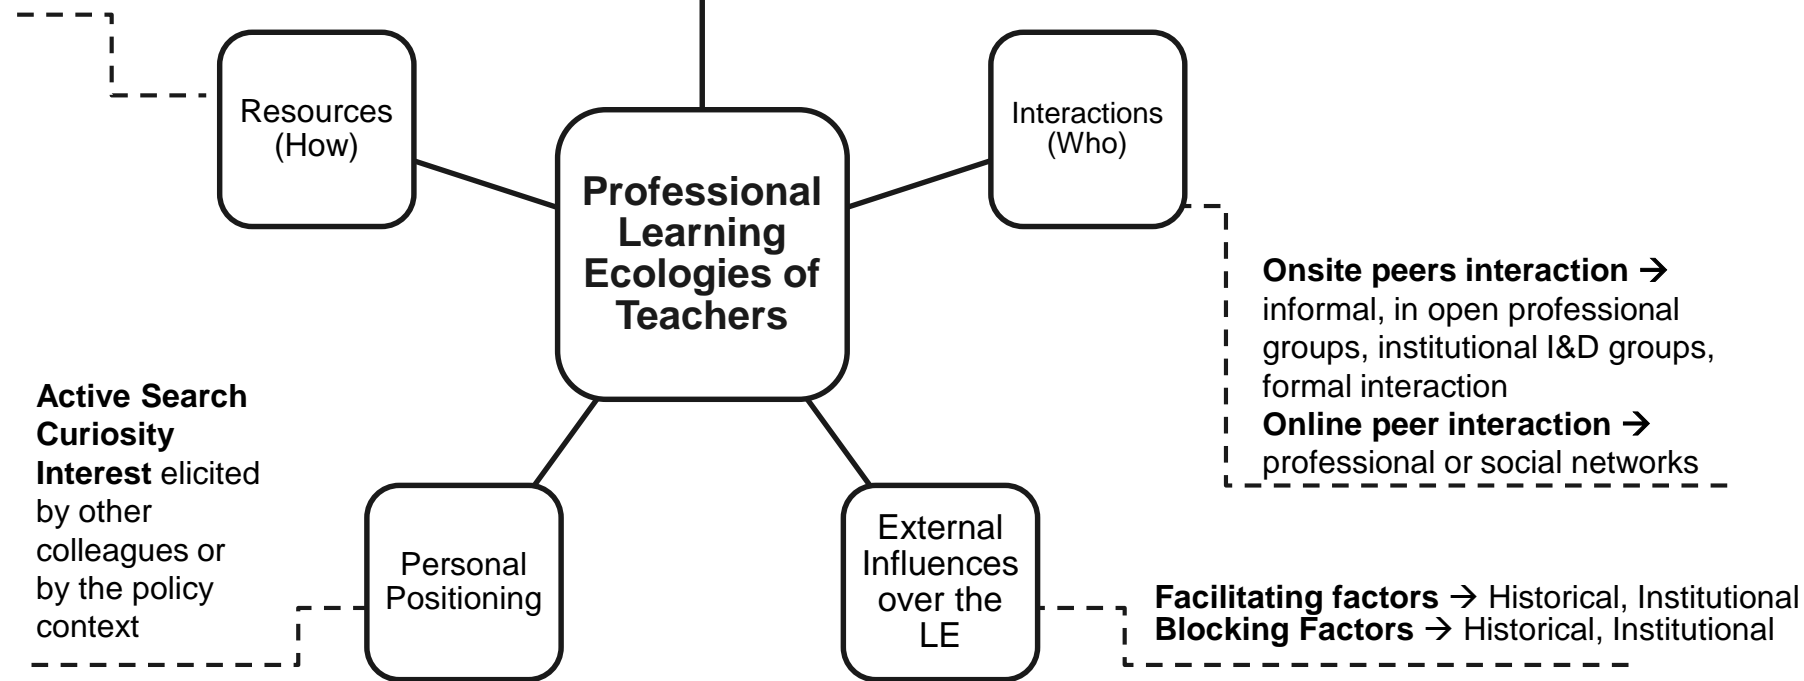 Resources
(How)
Interactions
(Who)
Professional
Learning
Ecologies of
Teachers
Onsite peers interaction →
informal, in open professional
groups, institutional I&D groups,
formal interaction
Online peer interaction →
professional or social networks
Active Search
Curiosity
Interest elicited
by other
colleagues or
by the policy
context
Personal
Positioning
External
Influences
over the
LE
Facilitating factors → Historical, Institutional
Blocking Factors → Historical, Institutional